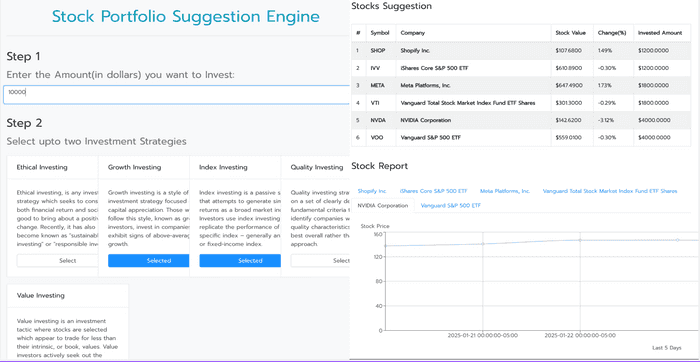 Stock Portfolio Suggestion Engine
Step 1
Enter the Amount(in dollars) you want to Invest:
10000
Step 2
Select upto two Investment Strategies
Ethical Investing
Ethical investing, is any invest
strategy which seeks to cons
both financial return and soci
good to bring about a positi
change. Recently, it has also
become known as "sustainab
investing" or "responsible inv
Select
Growth Investing
Growth investing is a style of
investment strategy focused
capital appreciation. Those w
follow this style, known as gr
investors, invest in companie
exhibit signs of above-averag
growth
Selected
Index Investing
Index investing is a passive s
that attempts to generate sim
returns as a broad market in
Investors use index investing
replicate the performance of
specific index – generally an
or fixed-income index.
Selected
Quality Investing
Quality investing stra
on a set of clearly de
fundamental criteria t
identify companies w
quality characteristics
best overall rather tha
approach
Select
Value Investing
Value investing is an investment
tactic where stocks are selected
which appear to trade for less than
their intrinsic, or book, values. Value
investors actively seek out the
Stocks Suggestion
# Symbol Company Stock Value Change(%) Invested Amount
1 SHOP Shopify Inc. $107.6800 1.49% $1200.0000
2 IVV iShares Core S&P 500 ETF $610.8900 -0.30% $1200.0000
3 META Meta Platforms, Inc. $647.4900 1.73% $1800.0000
4 VTI Vanguard Total Stock Market Index Fund ETF Shares $301.3000 -0.29% $1800.0000
5 NVDA NVIDIA Corporation $142.6200 -3.12% $4000.0000
6 VOO Vanguard S&P 500 ETF $559.0100 -0.30% $4000.0000
Stock Report
Shopify Inc iShares Core S&P 500 ETF Meta Platforms, Inc. Vanguard Total Stock Market Index Fund ETF Shares
NVIDIA Corporation Vanguard S&P 500 ETF
Stock Price
160
120
80
40
0
2025-01-21 00:00:00-05:00 2025-01-22 00:00:00-05:00
Last 5 Days